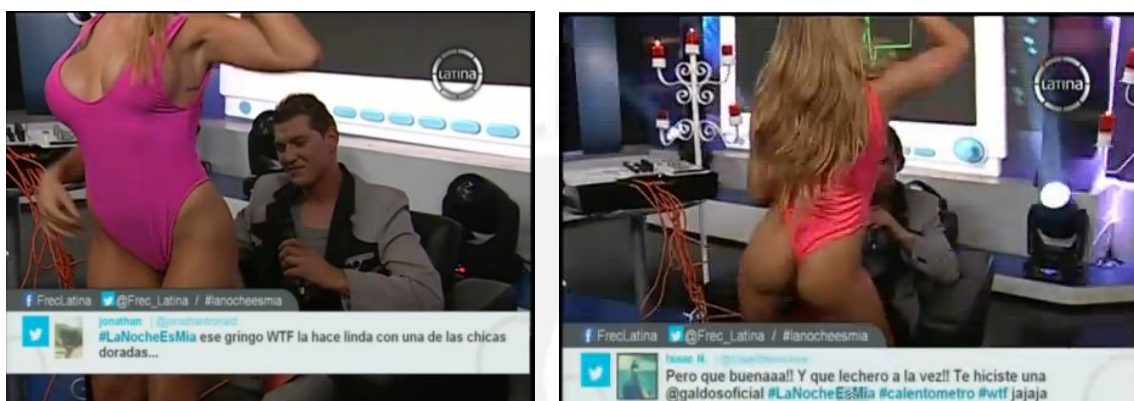 LATINA
FrecLatina @Frec_Latina / #lanocheesmia
jonathan | @jonathanronald
#LaNocheEsMia ese gringo WTF la hace linda con una de las chicas
doradas...
LATINA
FrecLatina @Frec_Latina / #lanocheesmia
Isaac N.
Pero que buenaaa!! Y que lechero a la vez!! Te hiciste una
@galdosoficial #LaNocheEsMia #calentometro #wtf jajaja